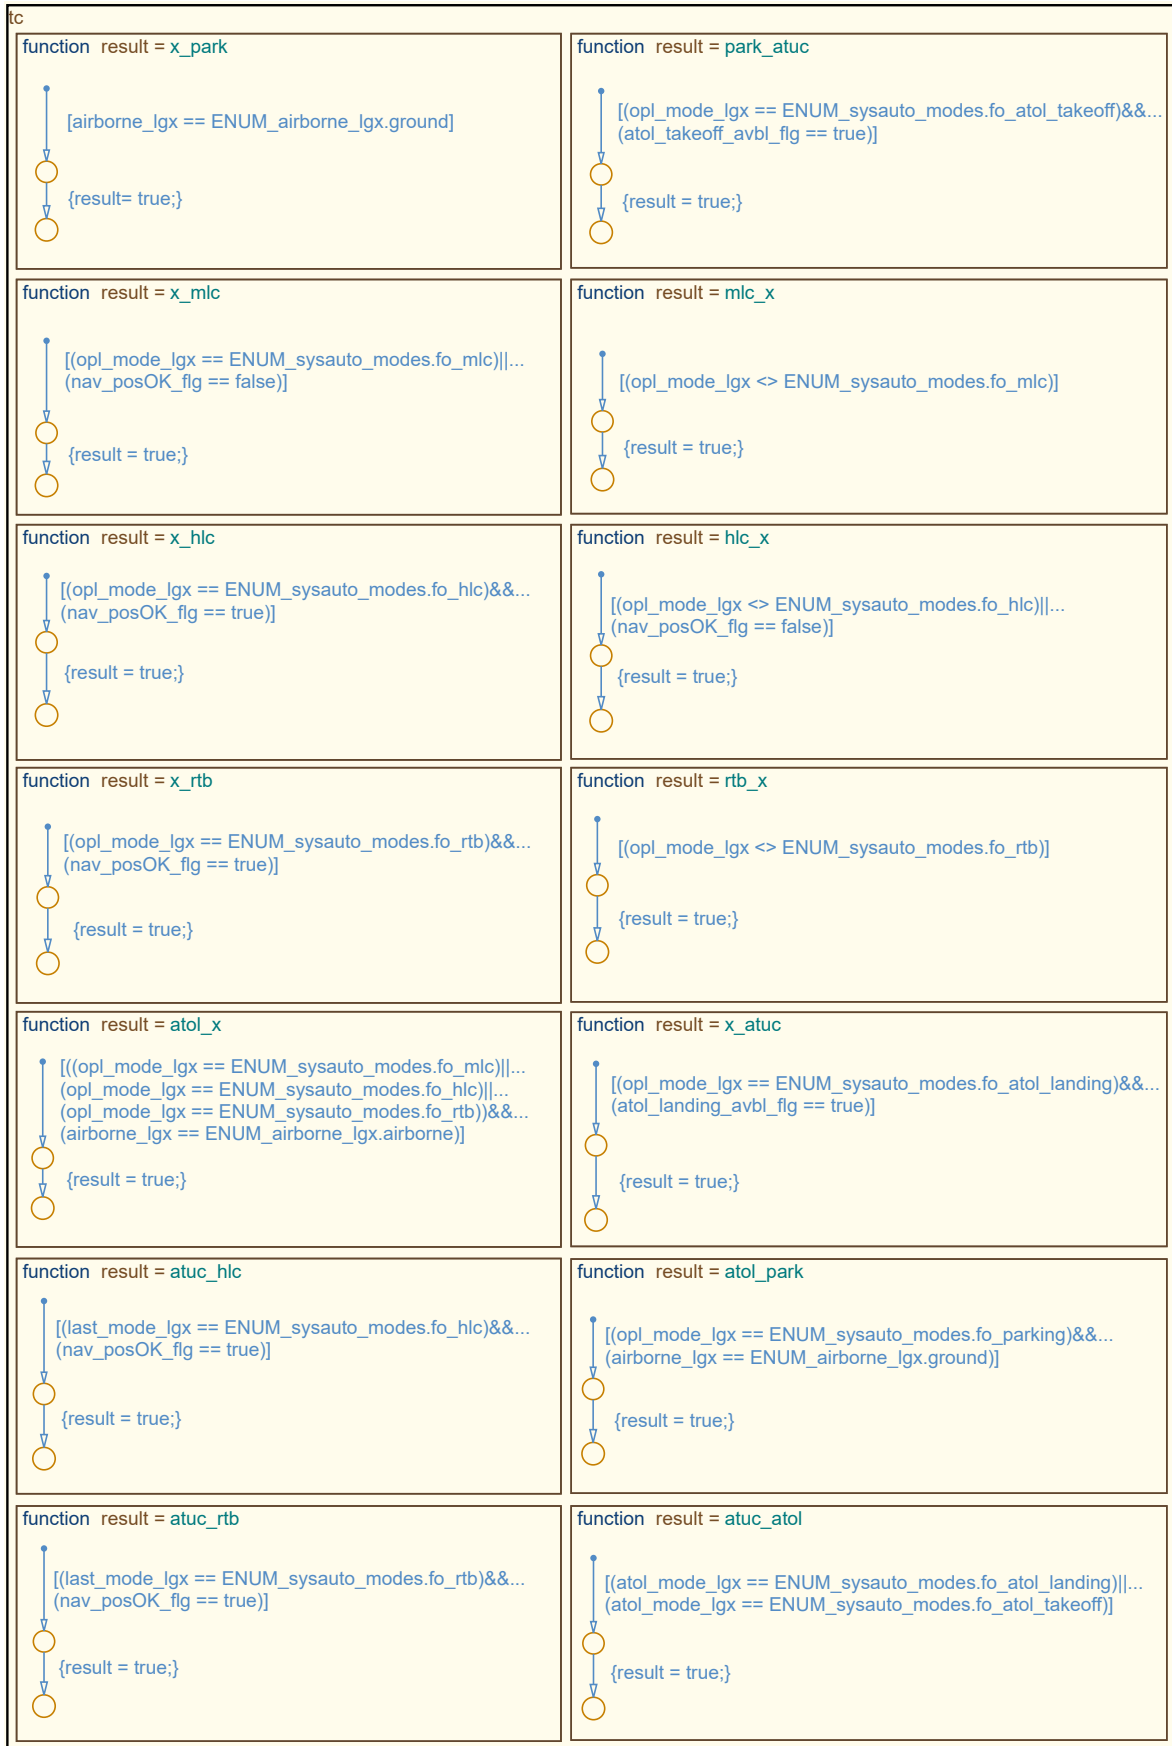 tc
function result = x_park
[airborne_lgx == ENUM_airborne_lgx.ground]
{result= true;}
function result = park_atuc
[(opl_mode_lgx == ENUM_sysauto_modes.fo_atol_takeoff)&&...
(atol_takeoff_avbl_flg == true)]
{result = true;}
function result = x_mlc
[(opl_mode_lgx == ENUM_sysauto_modes.fo_mlc)||...
(nav_posOK_flg == false)]
{result = true;}
function result = mlc_x
[(opl_mode_lgx <> ENUM_sysauto_modes.fo_mlc)]
{result = true;}
function result = x_hlc
[(opl_mode_lgx == ENUM_sysauto_modes.fo_hlc)&&...
(nav_posOK_flg == true)]
{result = true;}
function result = hlc_x
[(opl_mode_lgx <> ENUM_sysauto_modes.fo_hlc)||...
(nav_posOK_flg == false)]
{result = true;}
function result = x_rtb
[(opl_mode_lgx == ENUM_sysauto_modes.fo_rtb)&&...
(nav_posOK_flg == true)]
{result = true;}
function result = rtb_x
[(opl_mode_lgx <> ENUM_sysauto_modes.fo_rtb)]
{result = true;}
function result = atol_x
[((opl_mode_lgx == ENUM_sysauto_modes.fo_mlc)||...
(opl_mode_lgx == ENUM_sysauto_modes.fo_hlc)||...
(opl_mode_lgx == ENUM_sysauto_modes.fo_rtb))&&...
(airborne_lgx == ENUM_airborne_lgx.airborne)]
{result = true;}
function result = x_atuc
[(opl_mode_lgx == ENUM_sysauto_modes.fo_atol_landing)&&...
(atol_landing_avbl_flg == true)]
{result = true;}
function result = atuc_hlc
[(last_mode_lgx == ENUM_sysauto_modes.fo_hlc)&&...
(nav_posOK_flg == true)]
{result = true;}
function result = atol_park
[(opl_mode_lgx == ENUM_sysauto_modes.fo_parking)&&...
(airborne_lgx == ENUM_airborne_lgx.ground)]
{result = true;}
function result = atuc_rtb
[(last_mode_lgx == ENUM_sysauto_modes.fo_rtb)&&...
(nav_posOK_flg == true)]
{result = true;}
function result = atuc_atol
[(atol_mode_lgx == ENUM_sysauto_modes.fo_atol_landing)||...
(atol_mode_lgx == ENUM_sysauto_modes.fo_atol_takeoff)]
{result = true;}